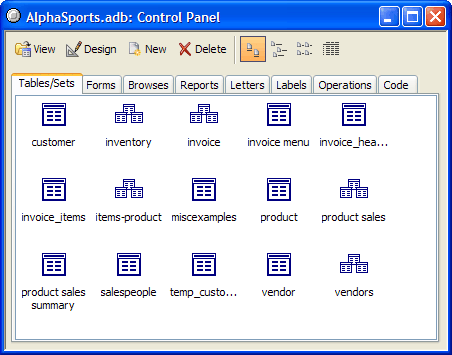 AlphaSports.adb: Control Panel
View Design New Delete
Tables/Sets Forms Browses Reports Letters Labels Operations Code
customer inventory invoice invoice menu invoice_hea...
invoice_items items-product miscexamples product product sales
product sales summary salespeople temp_custo... vendor vendors